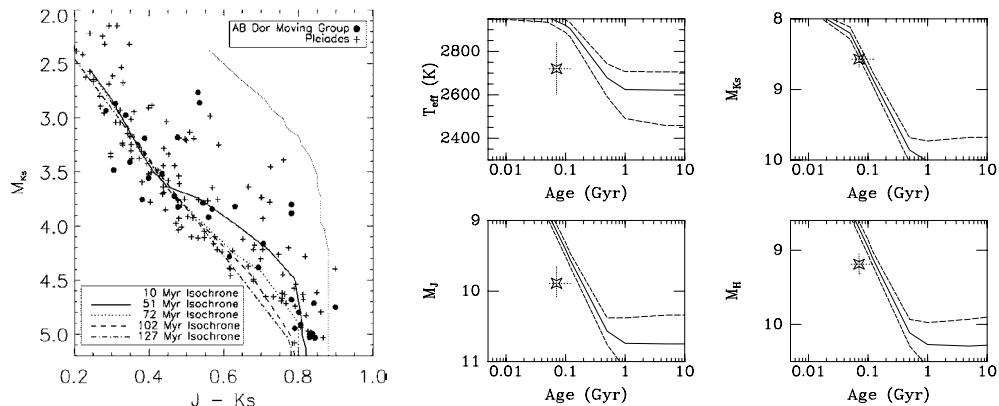 AB Dor Moving Group
Pleiades
2.0
2.5
3.0
3.5
4.0
4.5
5.0
M_Ks
10 Myr Isochrone
51 Myr Isochrone
72 Myr Isochrone
102 Myr Isochrone
127 Myr Isochrone
0.2 0.4 0.6 0.8 1.0
J - Ks
2800
2600
2400
T_eff (K)
0.01 0.1 1 10
Age (Gyr)
8
9
10
M_Ks
0.01 0.1 1 10
Age (Gyr)
9
10
11
M_J
0.01 0.1 1 10
Age (Gyr)
9
10
M_H
0.01 0.1 1 10
Age (Gyr)